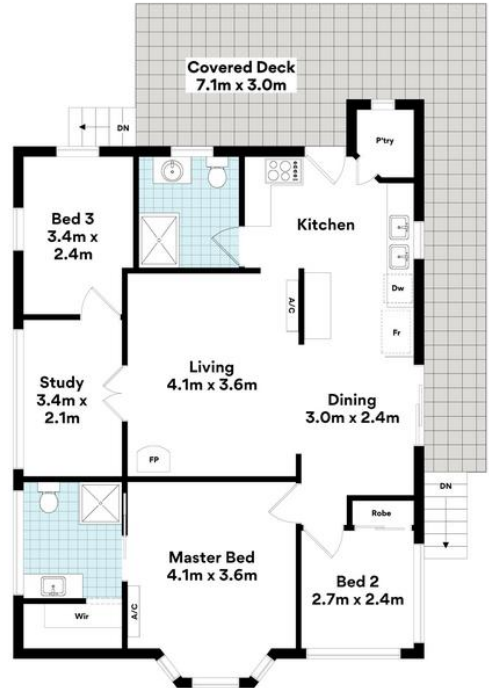 Covered Deck
7.1m x 3.0m
DN
P'try
Bed 3
3.4m x
2.4m
Kitchen
A/C
Dw
Fr
Living
4.1m x 3.6m
Study
3.4m x
2.1m
Dining
3.0m x 2.4m
FP
DN
Robe
Master Bed
4.1m x 3.6m
Bed 2
2.7m x 2.4m
A/C
Wir